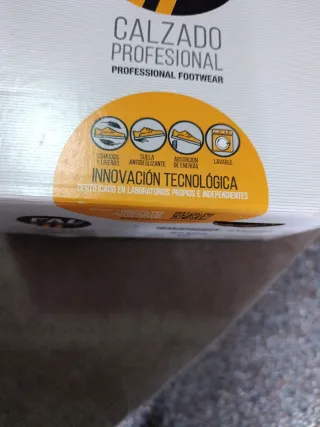 CALZADO
PROFESIONAL
PROFESSIONAL FOOTWEAR
CÓMODOS
Y LIGEROS
SUELA
ANTIDESLIZANTE
ABSORCIÓN
DE ENERGÍA
LAVABLE
INNOVACIÓN TECNOLÓGICA
CERTIFICADO EN LABORATORIOS PROPIOS E INDEPENDIENTES
FAL